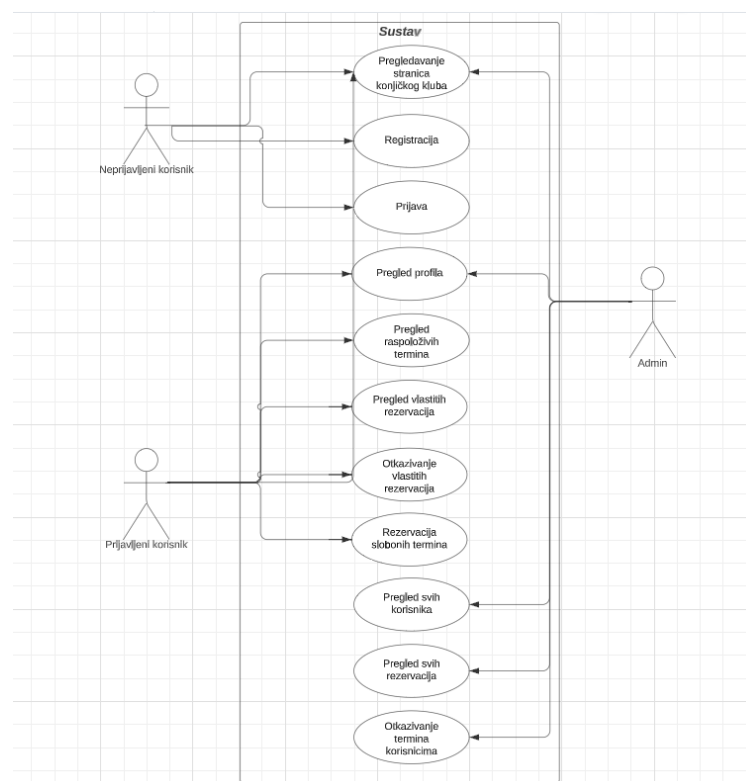 Sustav
Pregledavanje
stranica
konjičkog kluba
Registracija
Neprijavljeni korisnik
Prijava
Pregled profila
Pregled
raspoloživih
termina
Admin
Pregled vlastitih
rezervacija
Otkazivanje
vlastitih
rezervacija
Prijavljeni korisnik
Rezervacija
slobonih termina
Pregled svih
korisnika
Pregled svih
rezervacija
Otkazivanje
termina
korisnicima